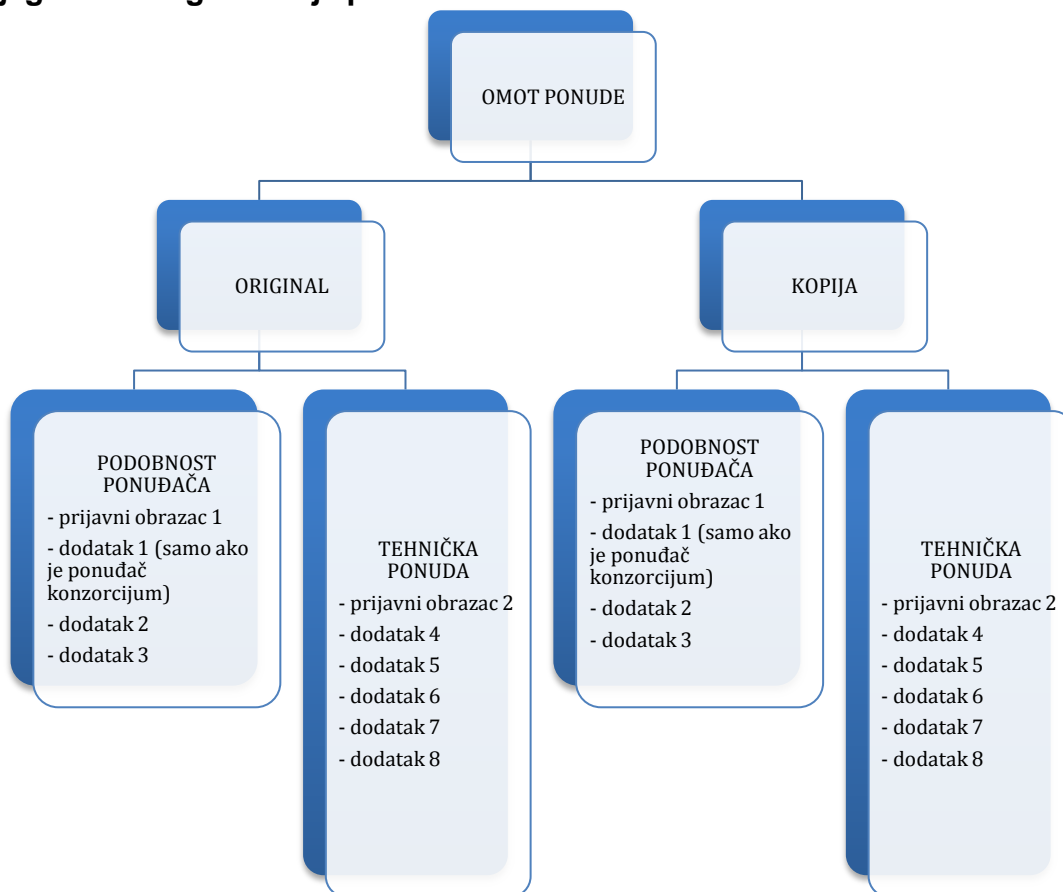 OMOT PONUDE
ORIGINAL
KOPIJA
PODOBNOST
PONUĐAČA
- prijavni obrazac 1
- dodatak 1 (samo ako
je ponuđač
konzorcijum)
- dodatak 2
- dodatak 3
TEHNIČKA
PONUDA
- prijavni obrazac 2
- dodatak 4
- dodatak 5
- dodatak 6
- dodatak 7
- dodatak 8
PODOBNOST
PONUĐAČA
- prijavni obrazac 1
- dodatak 1 (samo ako
je ponuđač
konzorcijum)
- dodatak 2
- dodatak 3
TEHNIČKA
PONUDA
- prijavni obrazac 2
- dodatak 4
- dodatak 5
- dodatak 6
- dodatak 7
- dodatak 8